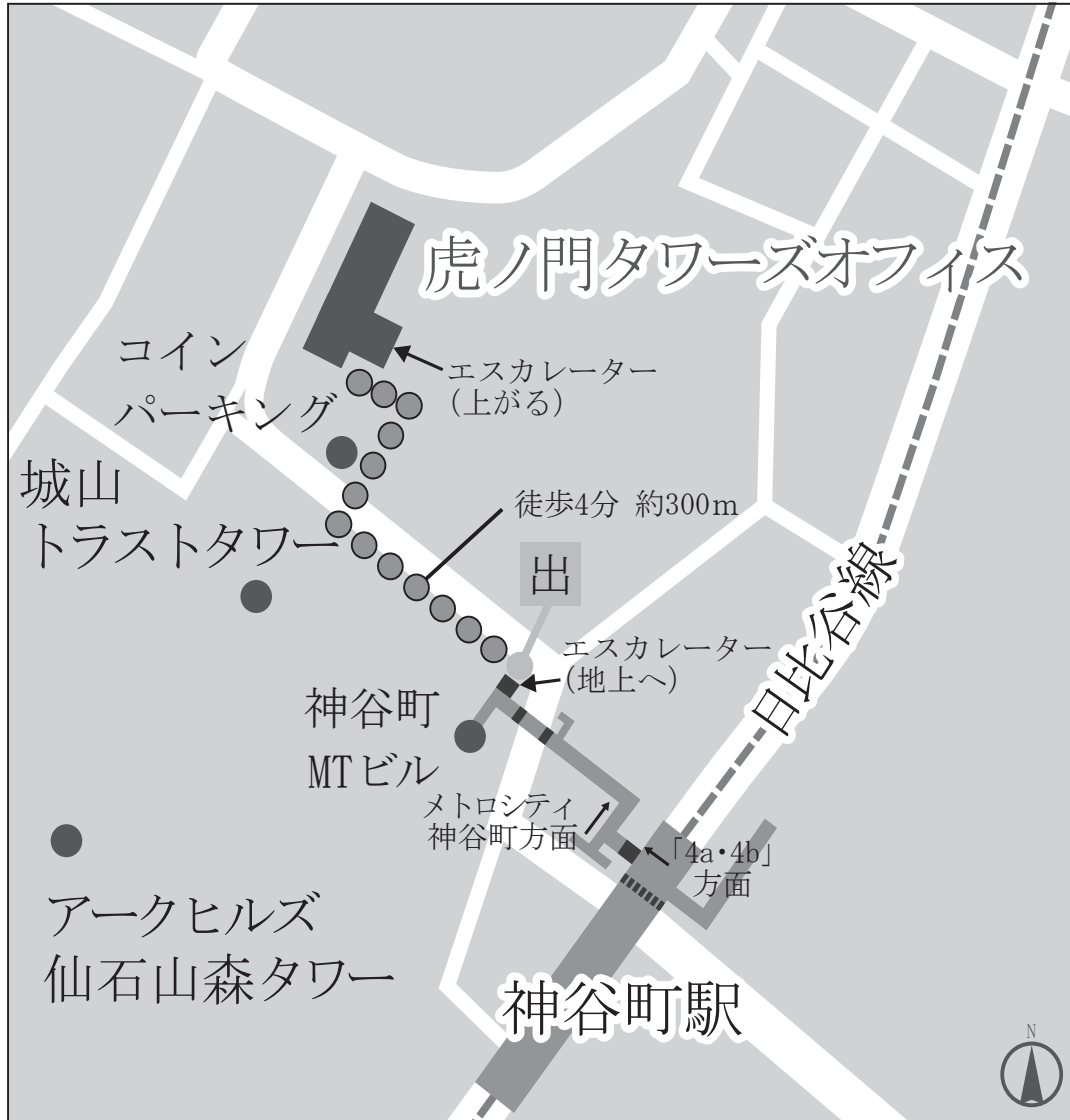 虎ノ門タワーズオフィス
コイン
パーキング
エスカレーター
(上がる)
城山
トラストタワー
徒歩4分 約300m
出
エスカレーター
(地上へ)
日比谷線
神谷町
MTビル
メトロシティ
神谷町方面
「4a・4b」
方面
アークヒルズ
仙石山森タワー
神谷町駅
N